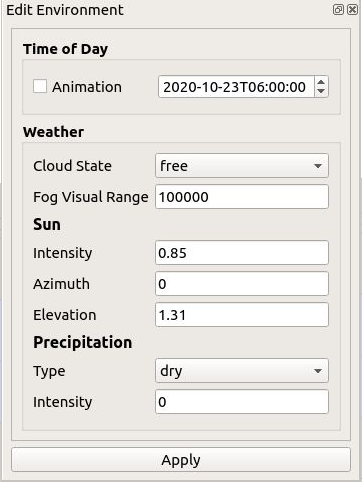 Edit Environment
Time of Day
Animation 2020-10-23T06:00:00
Weather
Cloud State free
Fog Visual Range 100000
Sun
Intensity 0.85
Azimuth 0
Elevation 1.31
Precipitation
Type dry
Intensity 0
Apply